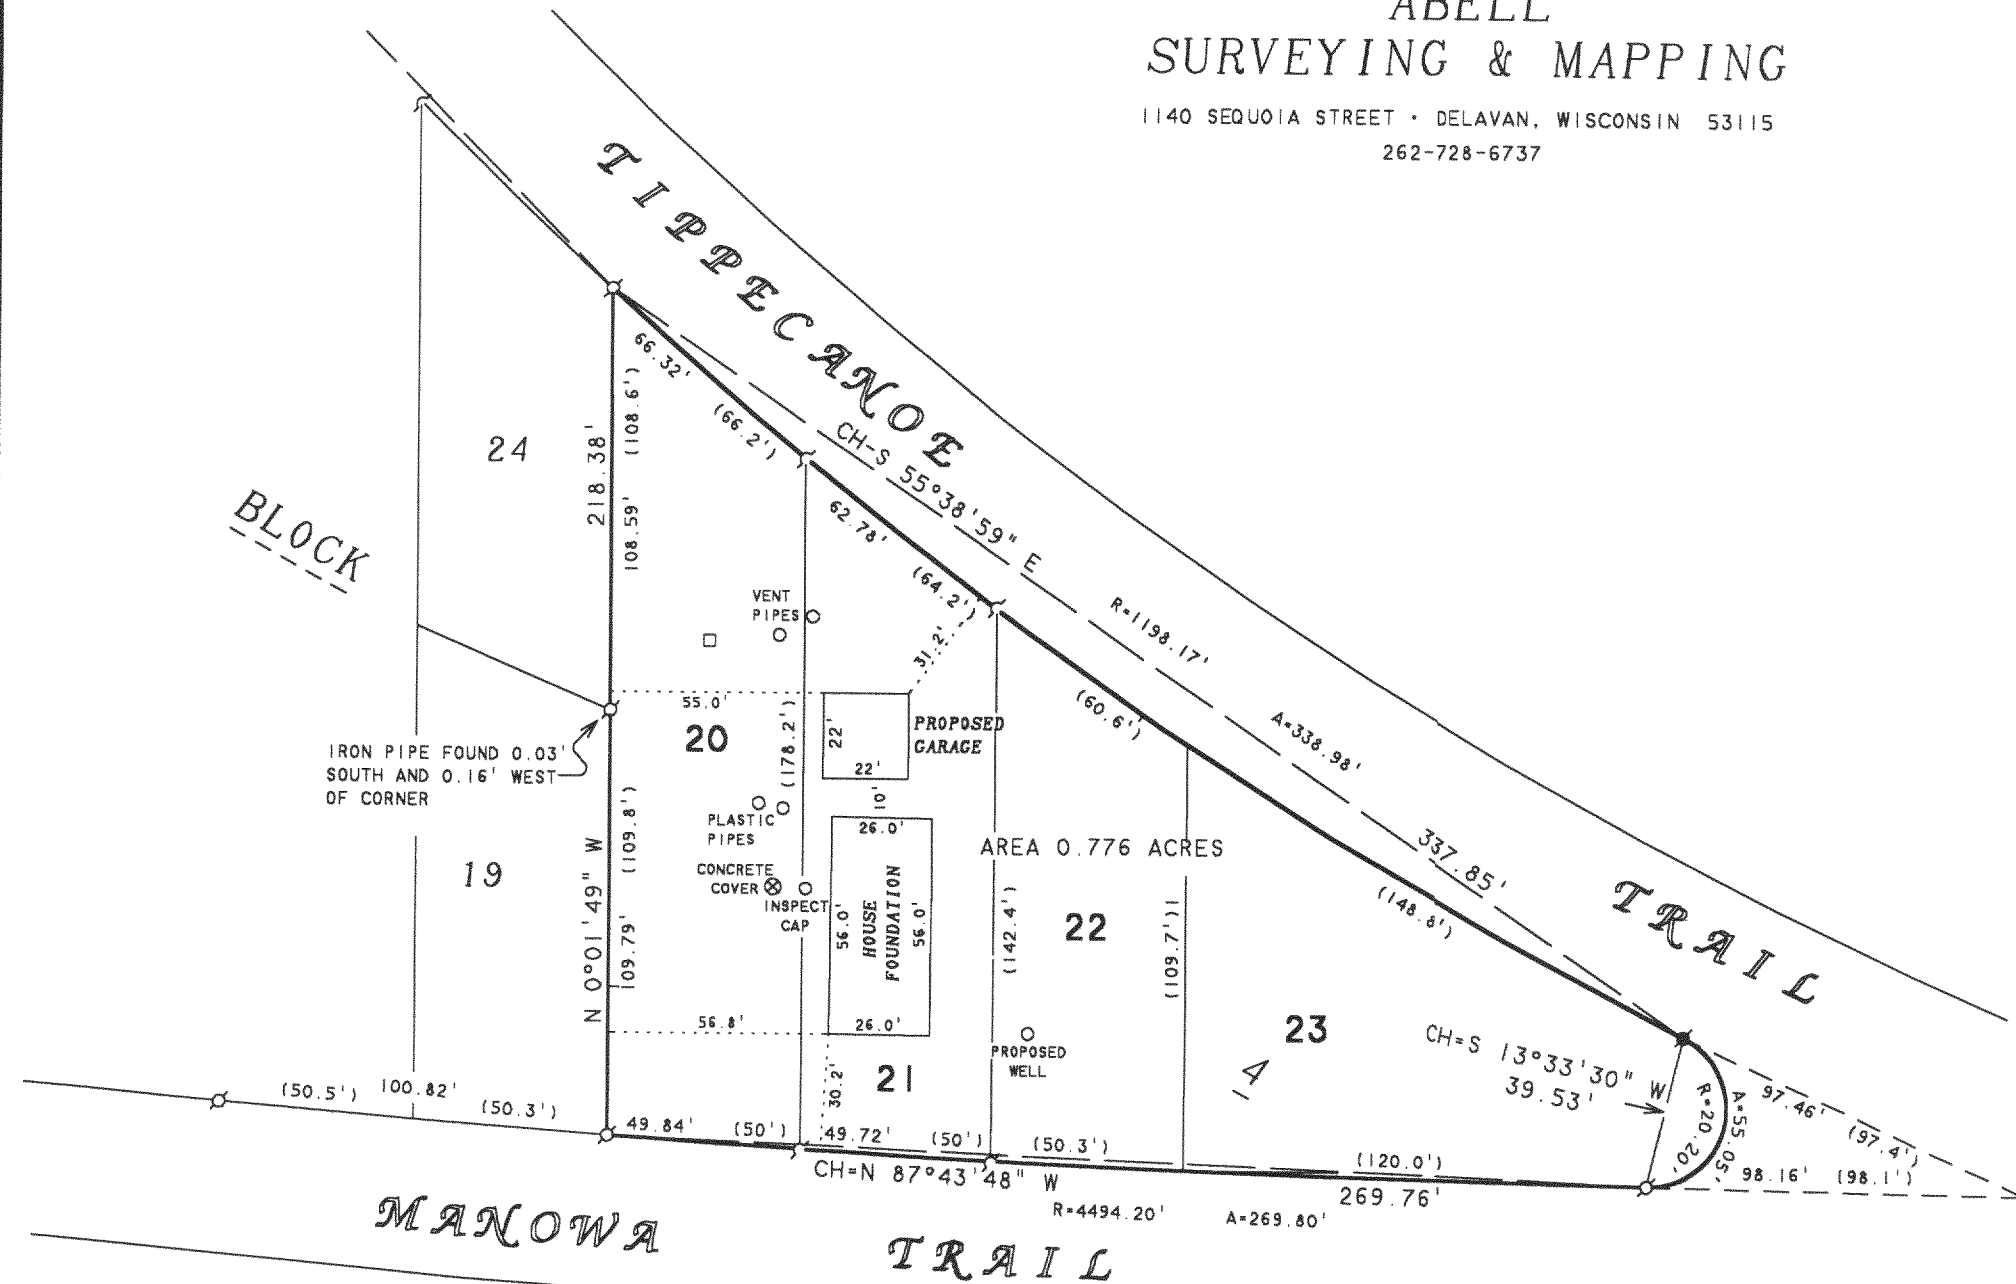 ABELL
SURVEYING & MAPPING
1140 SEQUOIA STREET • DELAVAN, WISCONSIN 53115
262-728-6737
TIPPECANOE
TRAIL
66.32'
(66.2')
CH-S 55°38'59" E
62.78'
(64.2')
R=1198.17'
A=338.98'
337.85'
(60.6')
(148.8')
24
BLOCK
218.38'
(108.6')
108.59'
VENT
PIPES
31.2'
55.0'
20
(178.2')
22'
22'
PROPOSED
GARAGE
10'
IRON PIPE FOUND 0.03'
SOUTH AND 0.16' WEST
OF CORNER
19
N 0°01'49" W
(109.8')
109.79'
PLASTIC
PIPES
CONCRETE
COVER
INSPECT
CAP
26.0'
56.0'
HOUSE
FOUNDATION
56.0'
26.0'
56.8'
30.2'
21
AREA 0.776 ACRES
(142.4')
22
(109.7')
PROPOSED
WELL
23
4
CH=S 13°33'30" W
39.53'
R=20.20'
A=55.05'
97.46'
(97.4')
98.16' (98.1')
(50.5') 100.82' (50.3')
49.84' (50') 49.72' (50') (50.3') (120.0')
CH=N 87°43'48" W
269.76'
R=4494.20' A=269.80'
MANOWA
TRAIL